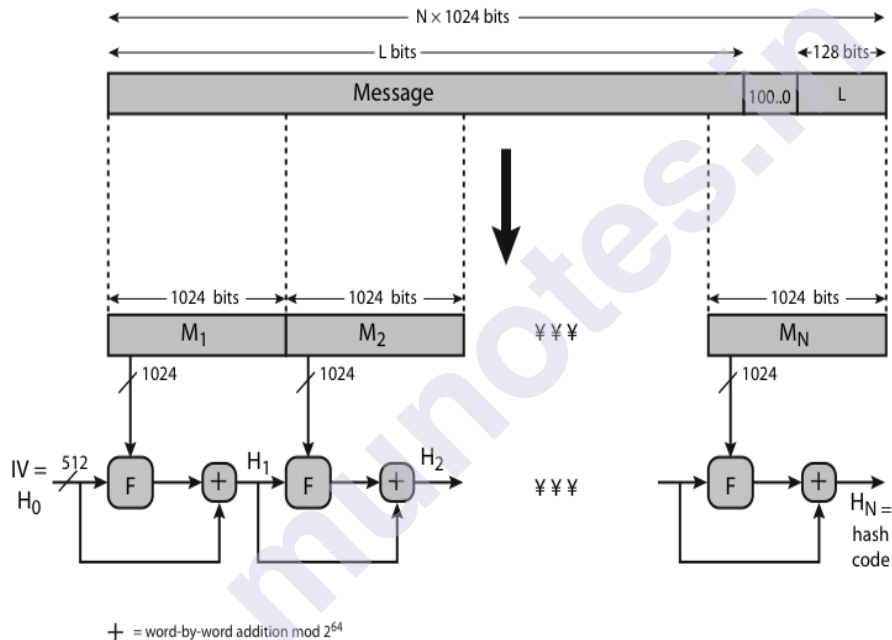 N × 1024 bits
L bits
128 bits
Message
100..0
L
1024 bits
1024 bits
1024 bits
M1
M2
¥ ¥ ¥
MN
1024
1024
1024
IV =
H0
512
F
+
H1
F
+
H2
¥ ¥ ¥
F
+
HN =
hash
code
+ = word-by-word addition mod 2^64
munotes.in